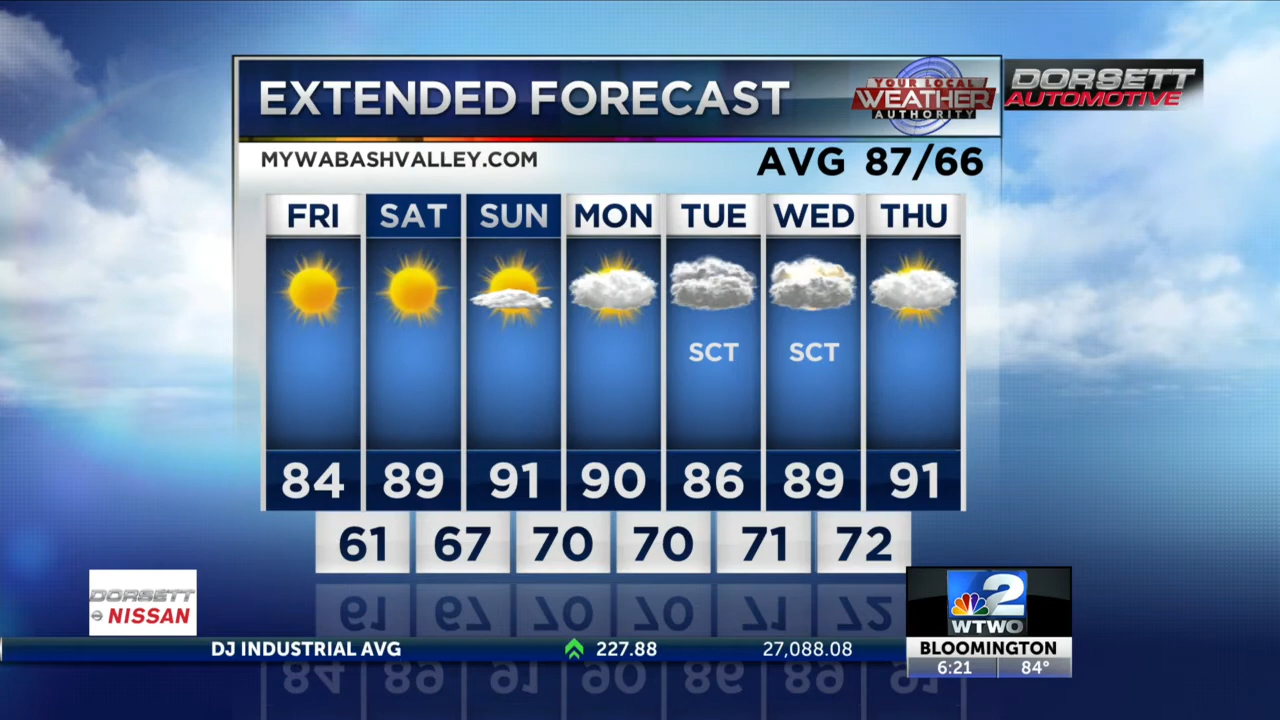 EXTENDED FORECAST
YOUR LOCAL
WEATHER
AUTHORITY
DORSETT
AUTOMOTIVE
MYWABASHVALLEY.COM
AVG 87/66
FRI SAT SUN MON TUE WED THU
SCT SCT
84 89 91 90 86 89 91
61 67 70 70 71 72
DORSETT
NISSAN
2
WTWO
DJ INDUSTRIAL AVG 227.88 27,088.08
BLOOMINGTON
6:21 84°